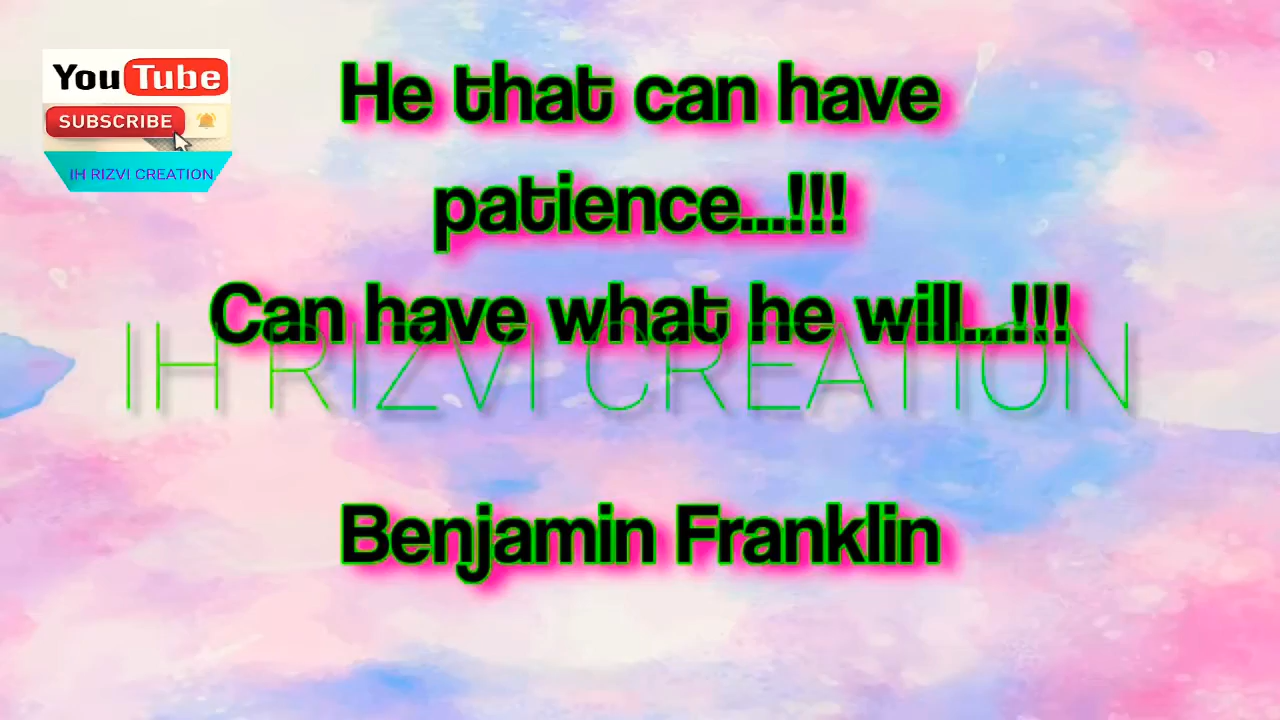 YouTube
SUBSCRIBE
IH RIZVI CREATION
He that can have
patience...!!!
Can have what he will...!!!
IH RIZVI CREATION
Benjamin Franklin